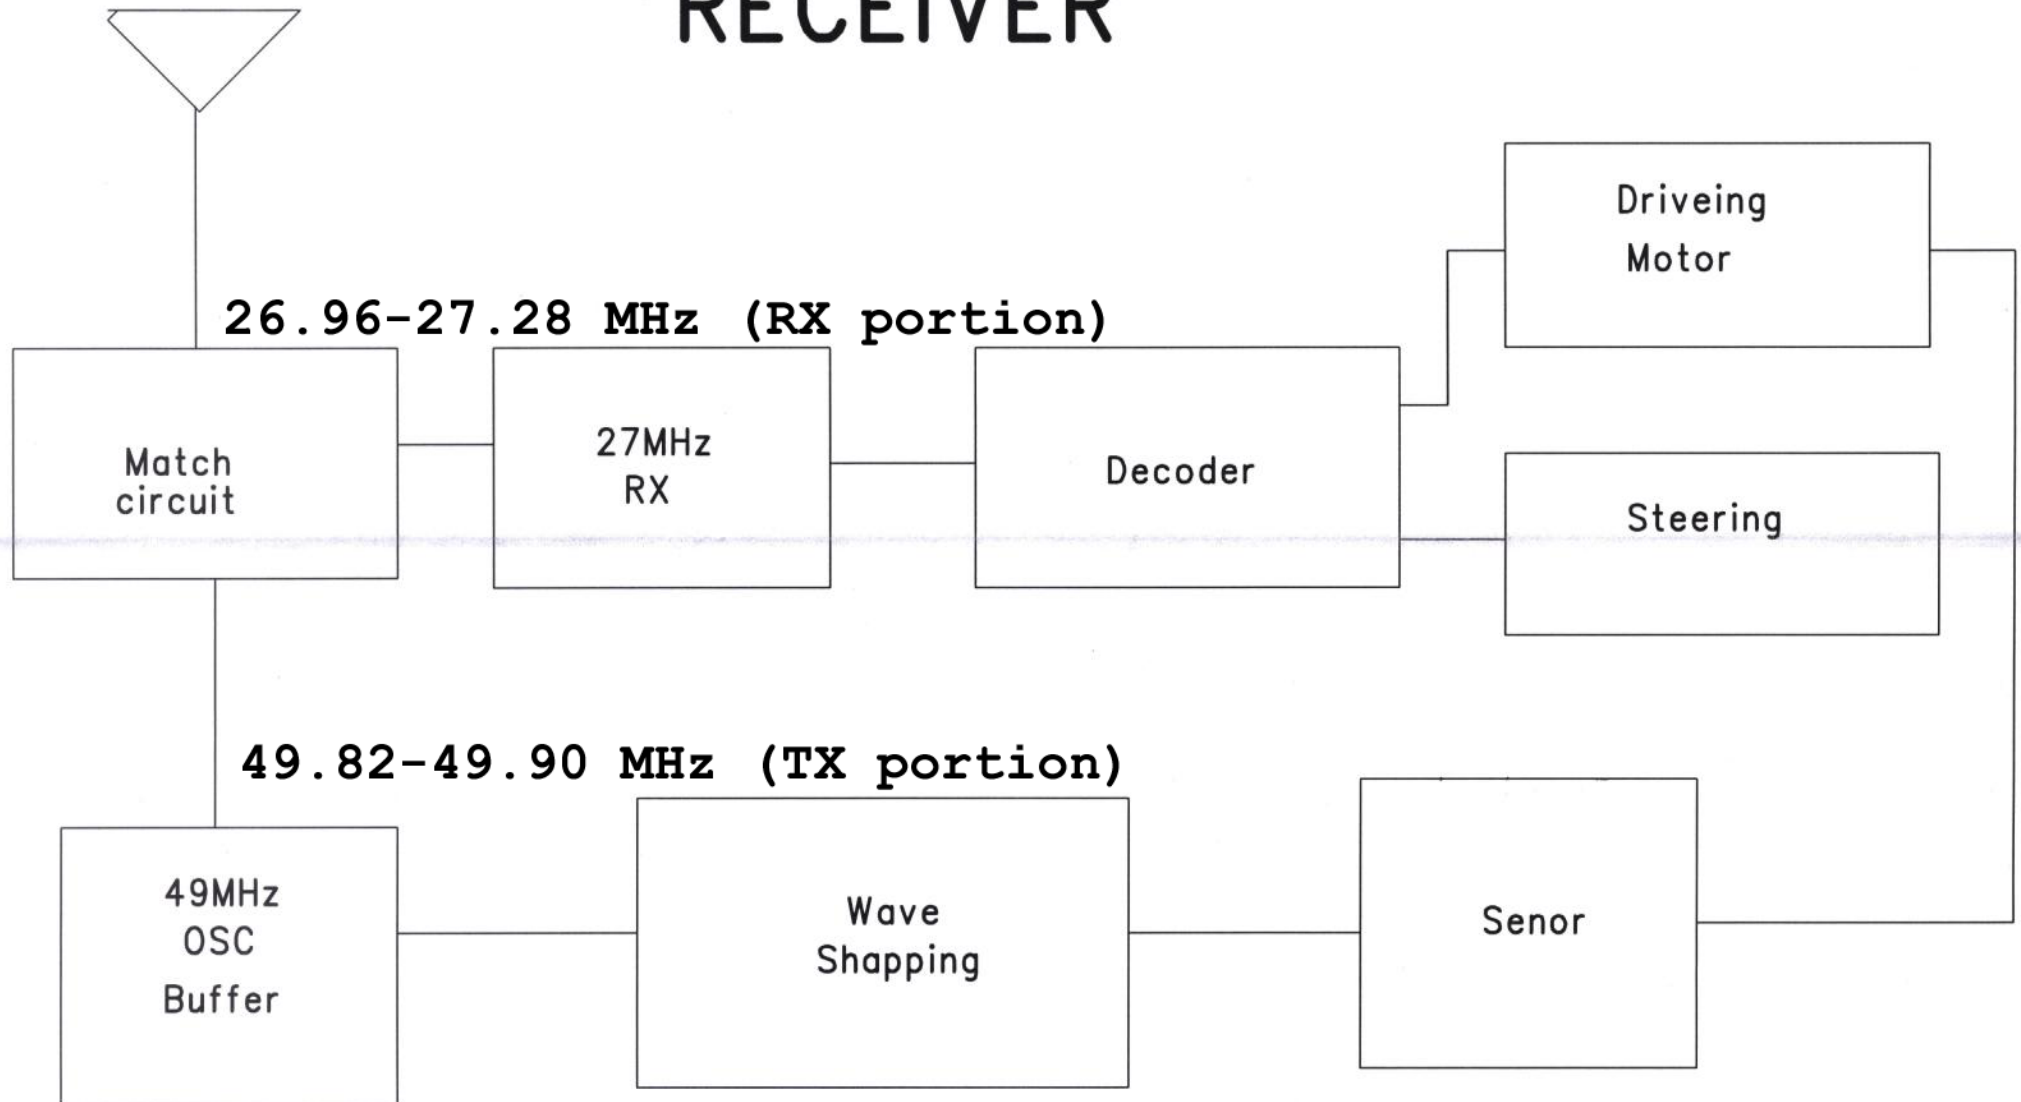 RECEIVER
Driveing
Motor
26.96-27.28 MHz (RX portion)
Match
circuit
27MHz
RX
Decoder
Steering
49.82-49.90 MHz (TX portion)
49MHz
OSC
Buffer
Wave
Shapping
Senor